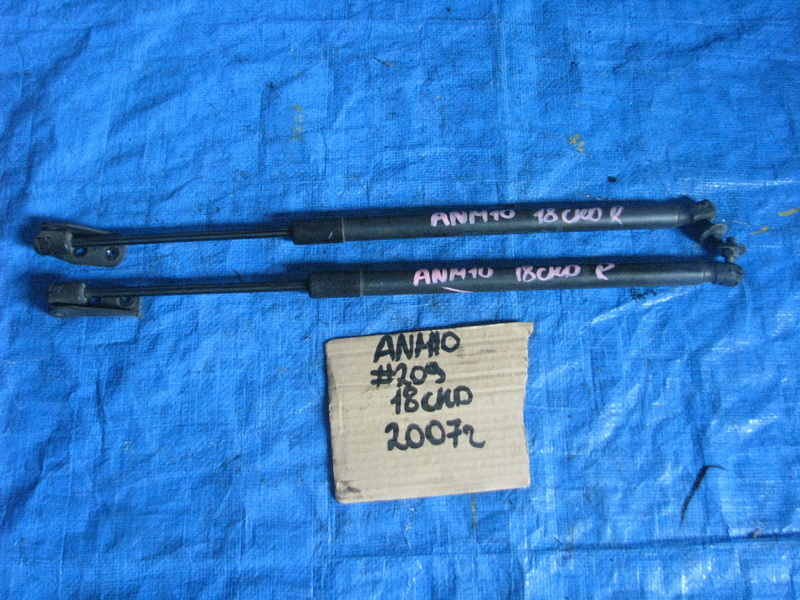 ANM10 18CKD R
ANM10 18CKD R
ANM10
#209
18CKD
2007г